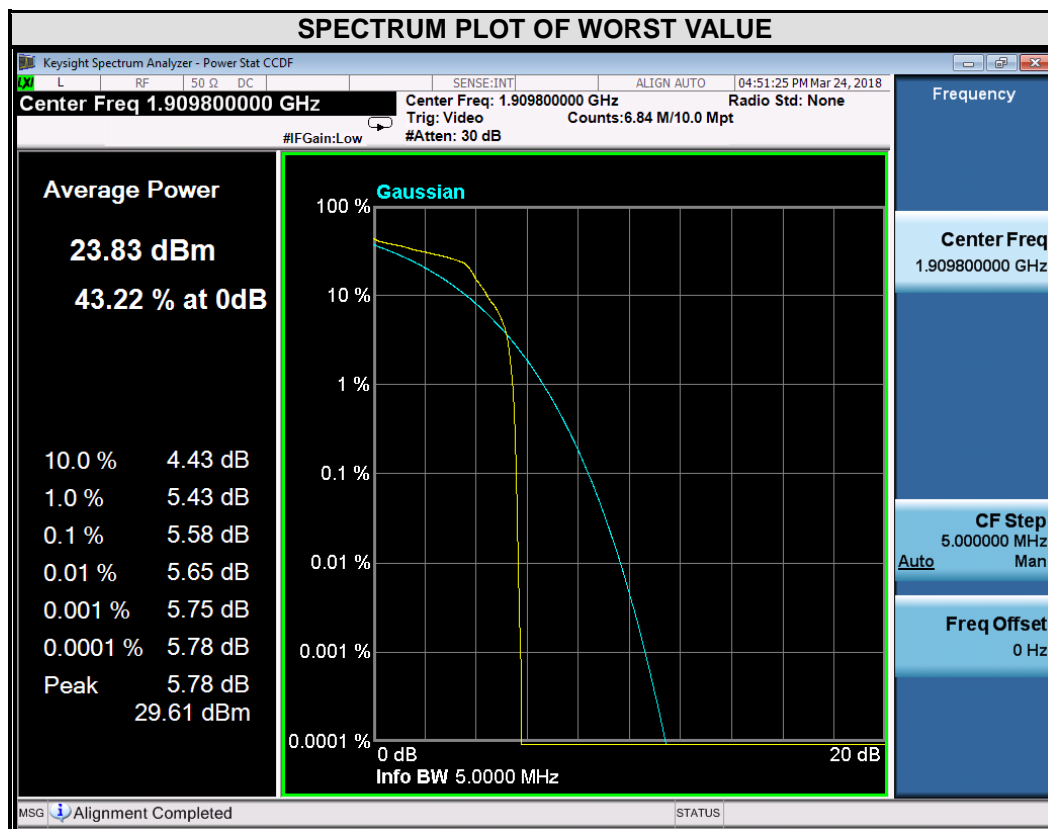 SPECTRUM PLOT OF WORST VALUE
Keysight Spectrum Analyzer - Power Stat CCDF
LXI L RF 50 Ω DC SENSE:INT ALIGN AUTO 04:51:25 PM Mar 24, 2018
Center Freq 1.909800000 GHz
Center Freq: 1.909800000 GHz Radio Std: None
Trig: Video Counts:6.84 M/10.0 Mpt
#IFGain:Low #Atten: 30 dB
Average Power
23.83 dBm
43.22 % at 0dB
10.0 % 4.43 dB
1.0 % 5.43 dB
0.1 % 5.58 dB
0.01 % 5.65 dB
0.001 % 5.75 dB
0.0001 % 5.78 dB
Peak 5.78 dB
29.61 dBm
Gaussian
100 %
10 %
1 %
0.1 %
0.01 %
0.001 %
0.0001 %
0 dB 20 dB
Info BW 5.0000 MHz
Frequency
Center Freq
1.909800000 GHz
CF Step
5.000000 MHz
Auto Man
Freq Offset
0 Hz
MSG Alignment Completed STATUS